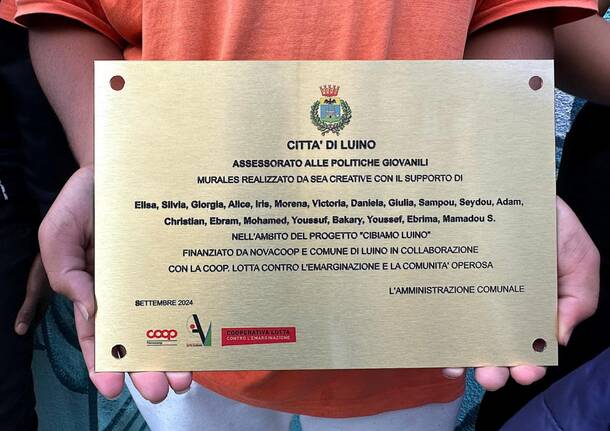 CITTA' DI LUINO
ASSESSORATO ALLE POLITICHE GIOVANILI
MURALES REALIZZATO DA SEA CREATIVE CON IL SUPPORTO DI
Elisa, Silvia, Giorgia, Alice, Iris, Morena, Victoria, Daniela, Giulia, Sampou, Seydou, Adam,
Christian, Ebram, Mohamed, Youssuf, Bakary, Youssef, Ebrima, Mamadou S.
NELL'AMBITO DEL PROGETTO "CIBIAMO LUINO"
FINANZIATO DA NOVACOOP E COMUNE DI LUINO IN COLLABORAZIONE
CON LA COOP. LOTTA CONTRO L'EMARGINAZIONE E LA COMUNITA' OPEROSA
L'AMMINISTRAZIONE COMUNALE
SETTEMBRE 2024
coop
COOPERATIVA LOTTA
CONTRO L'EMARGINAZIONE